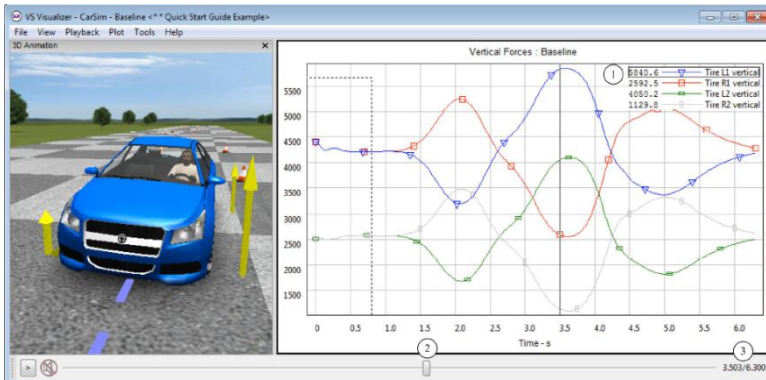 VS Visualizer - CarSim - Baseline <* * Quick Start Guide Example>
File View Playback Plot Tools Help
3D Animation
Vertical Forces : Baseline
1
5840.6 Tire L1 vertical
2592.5 Tire R1 vertical
4058.2 Tire L2 vertical
1129.8 Tire R2 vertical
5500
5000
4500
4000
3500
3000
2500
2000
1500
1000
0 0.5 1.0 1.5 2.0 2.5 3.0 3.5 4.0 4.5 5.0 5.5 6.0
Time - s
2
3
3.503/6.300